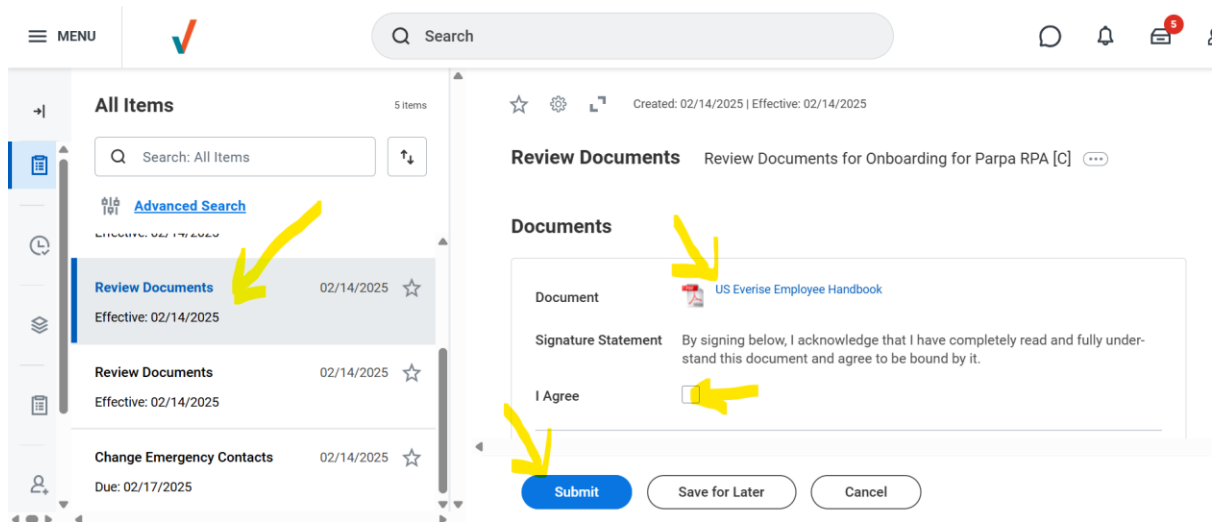 MENU
Search
5
All Items
5 items
Search: All Items
Advanced Search
Review Documents
02/14/2025
Effective: 02/14/2025
Review Documents
02/14/2025
Effective: 02/14/2025
Change Emergency Contacts
02/14/2025
Due: 02/17/2025
Created: 02/14/2025 | Effective: 02/14/2025
Review Documents Review Documents for Onboarding for Parpa RPA [C]
Documents
Document
US Everise Employee Handbook
Signature Statement
By signing below, I acknowledge that I have completely read and fully under-
stand this document and agree to be bound by it.
I Agree
Submit
Save for Later
Cancel